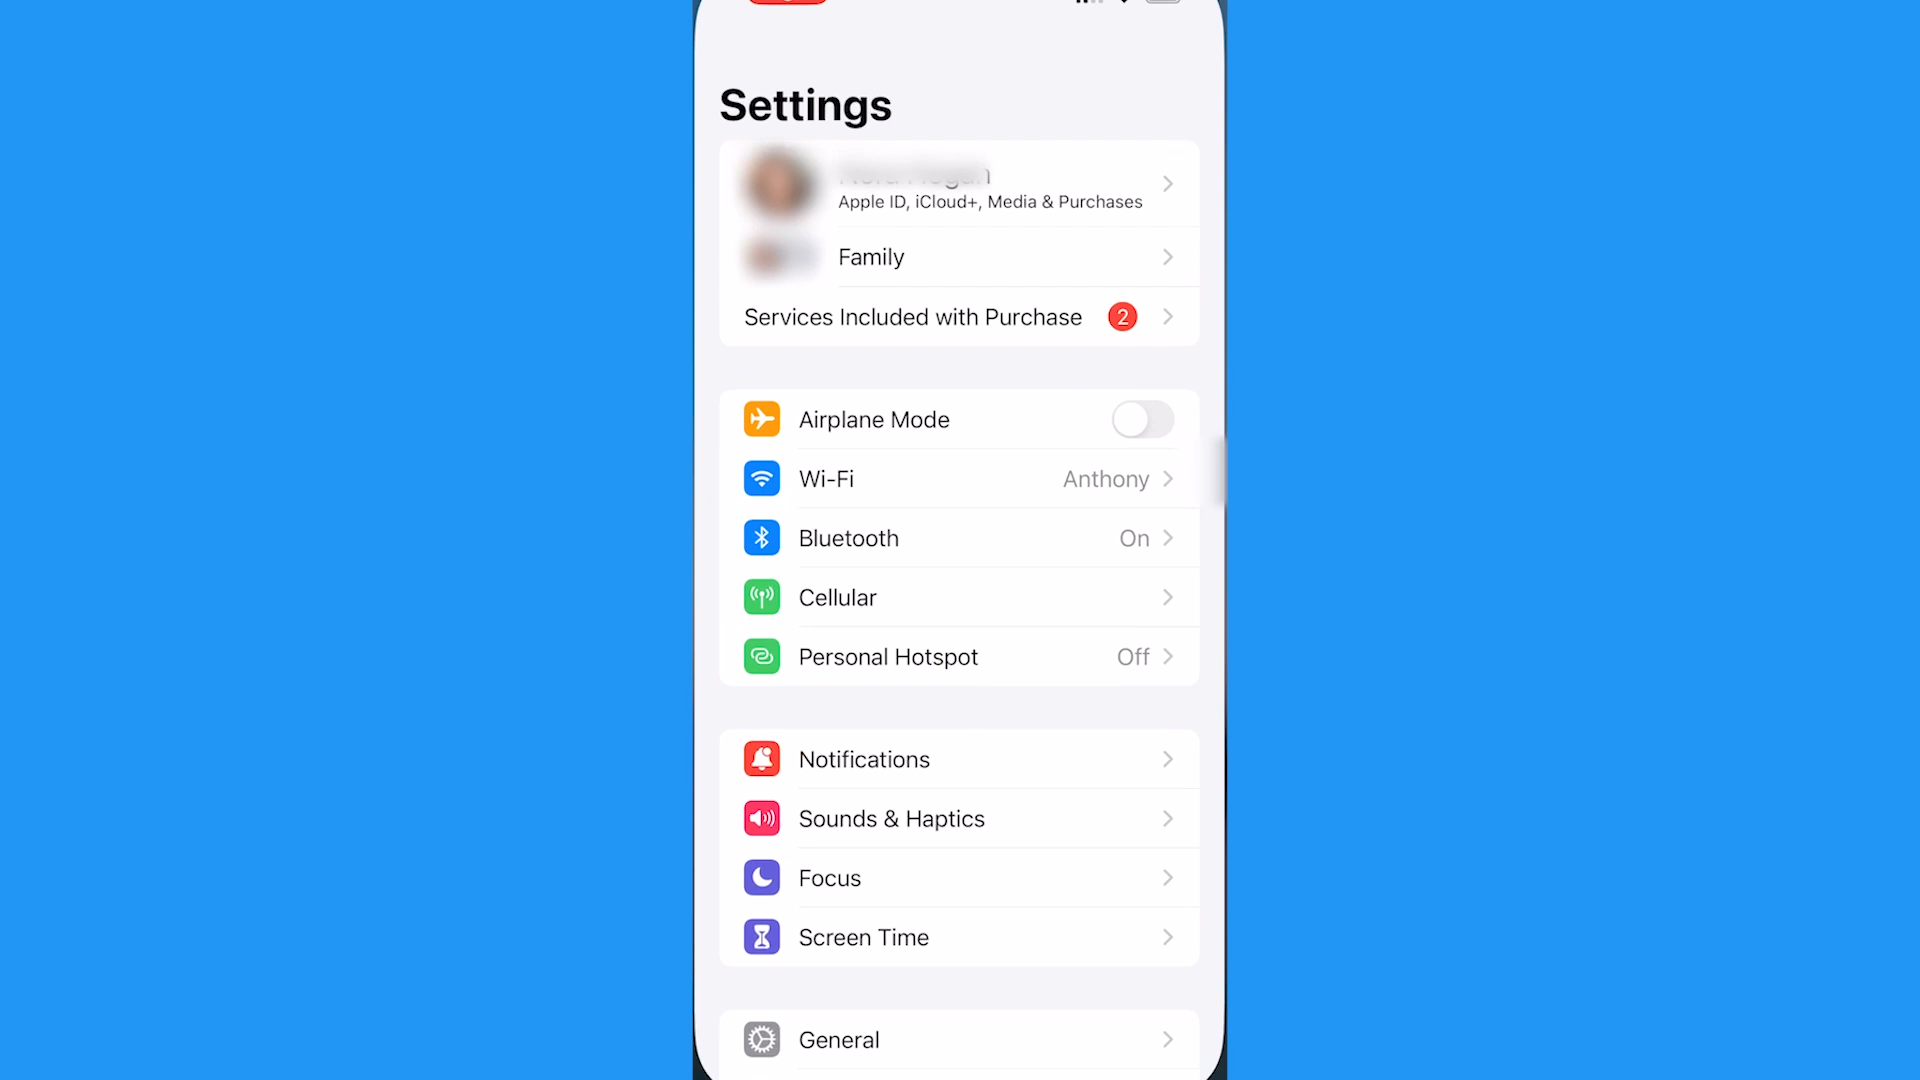 Settings
Apple ID, iCloud+, Media & Purchases
Family
Services Included with Purchase 2
Airplane Mode
Wi-Fi Anthony
Bluetooth On
Cellular
Personal Hotspot Off
Notifications
Sounds & Haptics
Focus
Screen Time
General